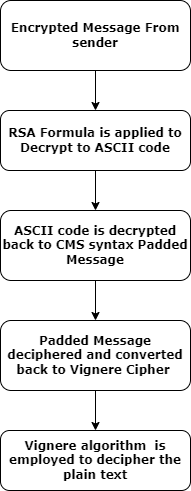 Encrypted Message From
sender
RSA Formula is applied to
Decrypt to ASCII code
ASCII code is decrypted
back to CMS syntax Padded
Message
Padded Message
deciphered and converted
back to Vignere Cipher
Vignere algorithm is
employed to decipher the
plain text